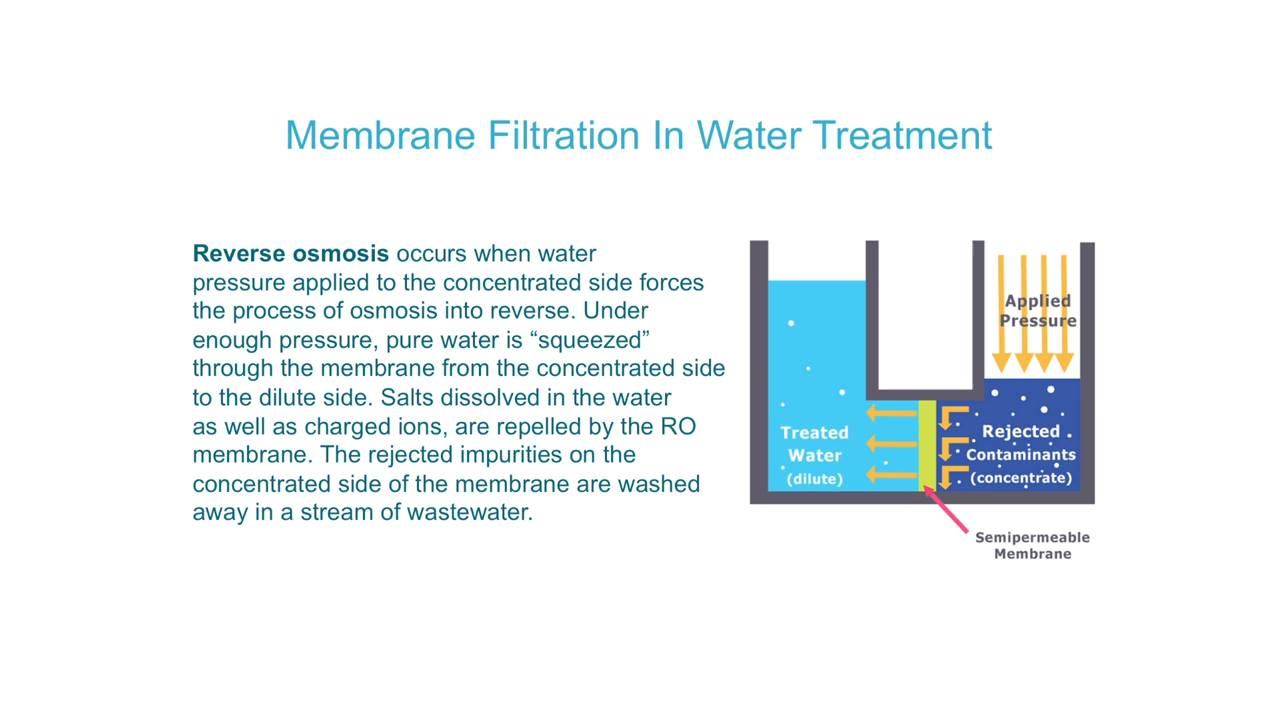 Membrane Filtration In Water Treatment
Reverse osmosis occurs when water
pressure applied to the concentrated side forces
the process of osmosis into reverse. Under
enough pressure, pure water is “squeezed”
through the membrane from the concentrated side
to the dilute side. Salts dissolved in the water
as well as charged ions, are repelled by the RO
membrane. The rejected impurities on the
concentrated side of the membrane are washed
away in a stream of wastewater.
Applied
Pressure
Treated
Water
(dilute)
Rejected
Contaminants
(concentrate)
Semipermeable
Membrane